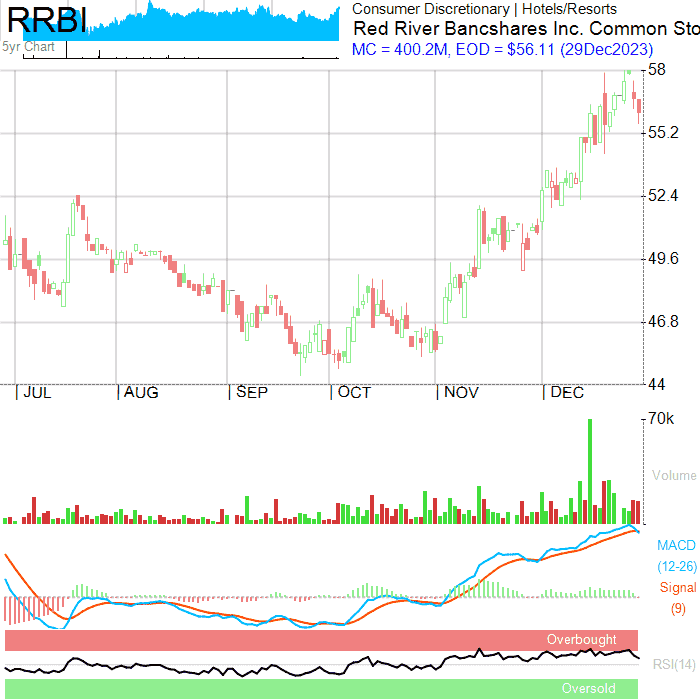 RRBI
5yr Chart
Consumer Discretionary | Hotels/Resorts
Red River Bancshares Inc. Common Sto
MC = 400.2M, EOD = $56.11 (29Dec2023)
58
55.2
52.4
49.6
46.8
44
JUL AUG SEP OCT NOV DEC
70k
Volume
MACD
(12-26)
Signal
(9)
Overbought
RSI(14)
Oversold